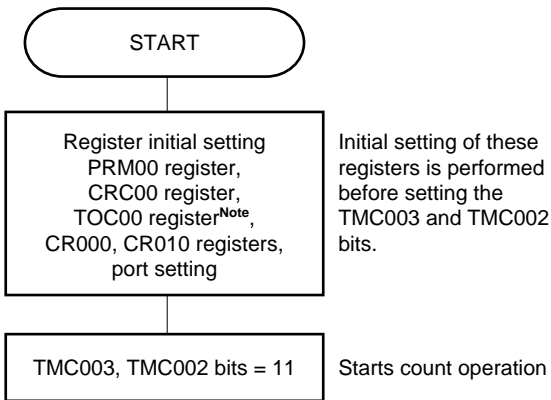 START
Register initial setting
PRM00 register,
CRC00 register,
TOC00 registerNote,
CR000, CR010 registers,
port setting
Initial setting of these
registers is performed
before setting the
TMC003 and TMC002
bits.
TMC003, TMC002 bits = 11
Starts count operation